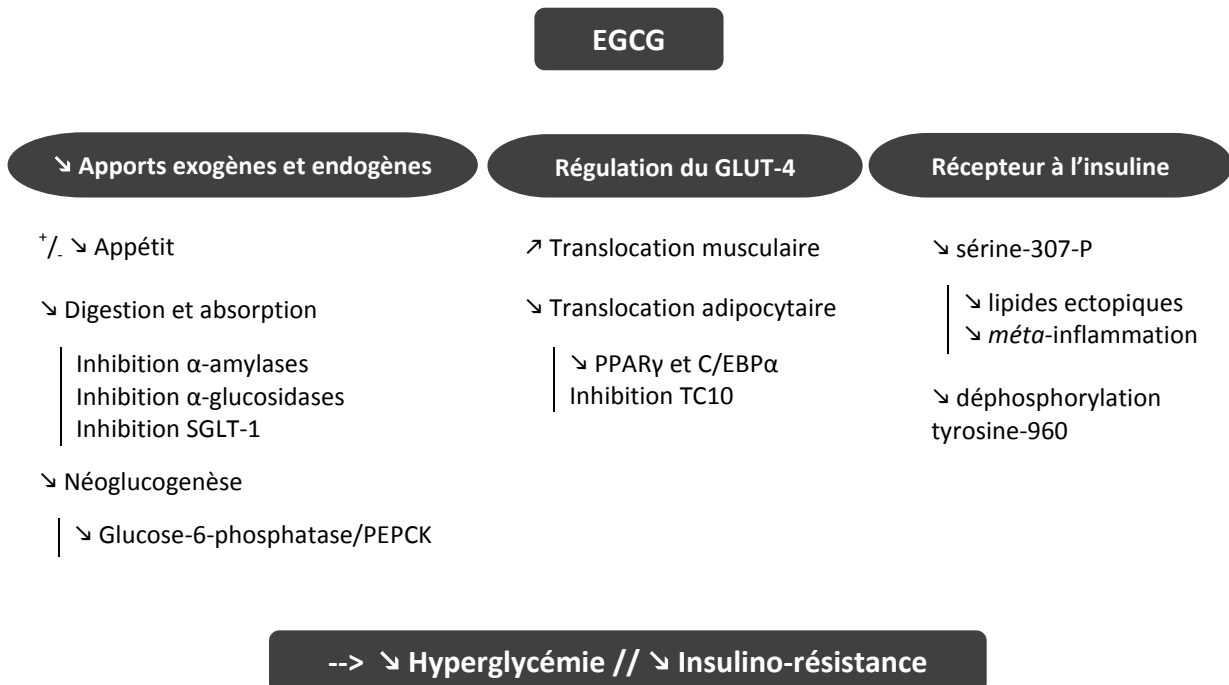 EGCG
↘ Apports exogènes et endogènes
⁺/₋ ↘ Appétit
↘ Digestion et absorption
Inhibition α-amylases
Inhibition α-glucosidases
Inhibition SGLT-1
↘ Néoglucogenèse
↘ Glucose-6-phosphatase/PEPCK
Régulation du GLUT-4
↗ Translocation musculaire
↘ Translocation adipocytaire
↘ PPARγ et C/EBPα
Inhibition TC10
Récepteur à l’insuline
↘ sérine-307-P
↘ lipides ectopiques
↘ méta-inflammation
↘ déphosphorylation
tyrosine-960
--> ↘ Hyperglycémie // ↘ Insulino-résistance